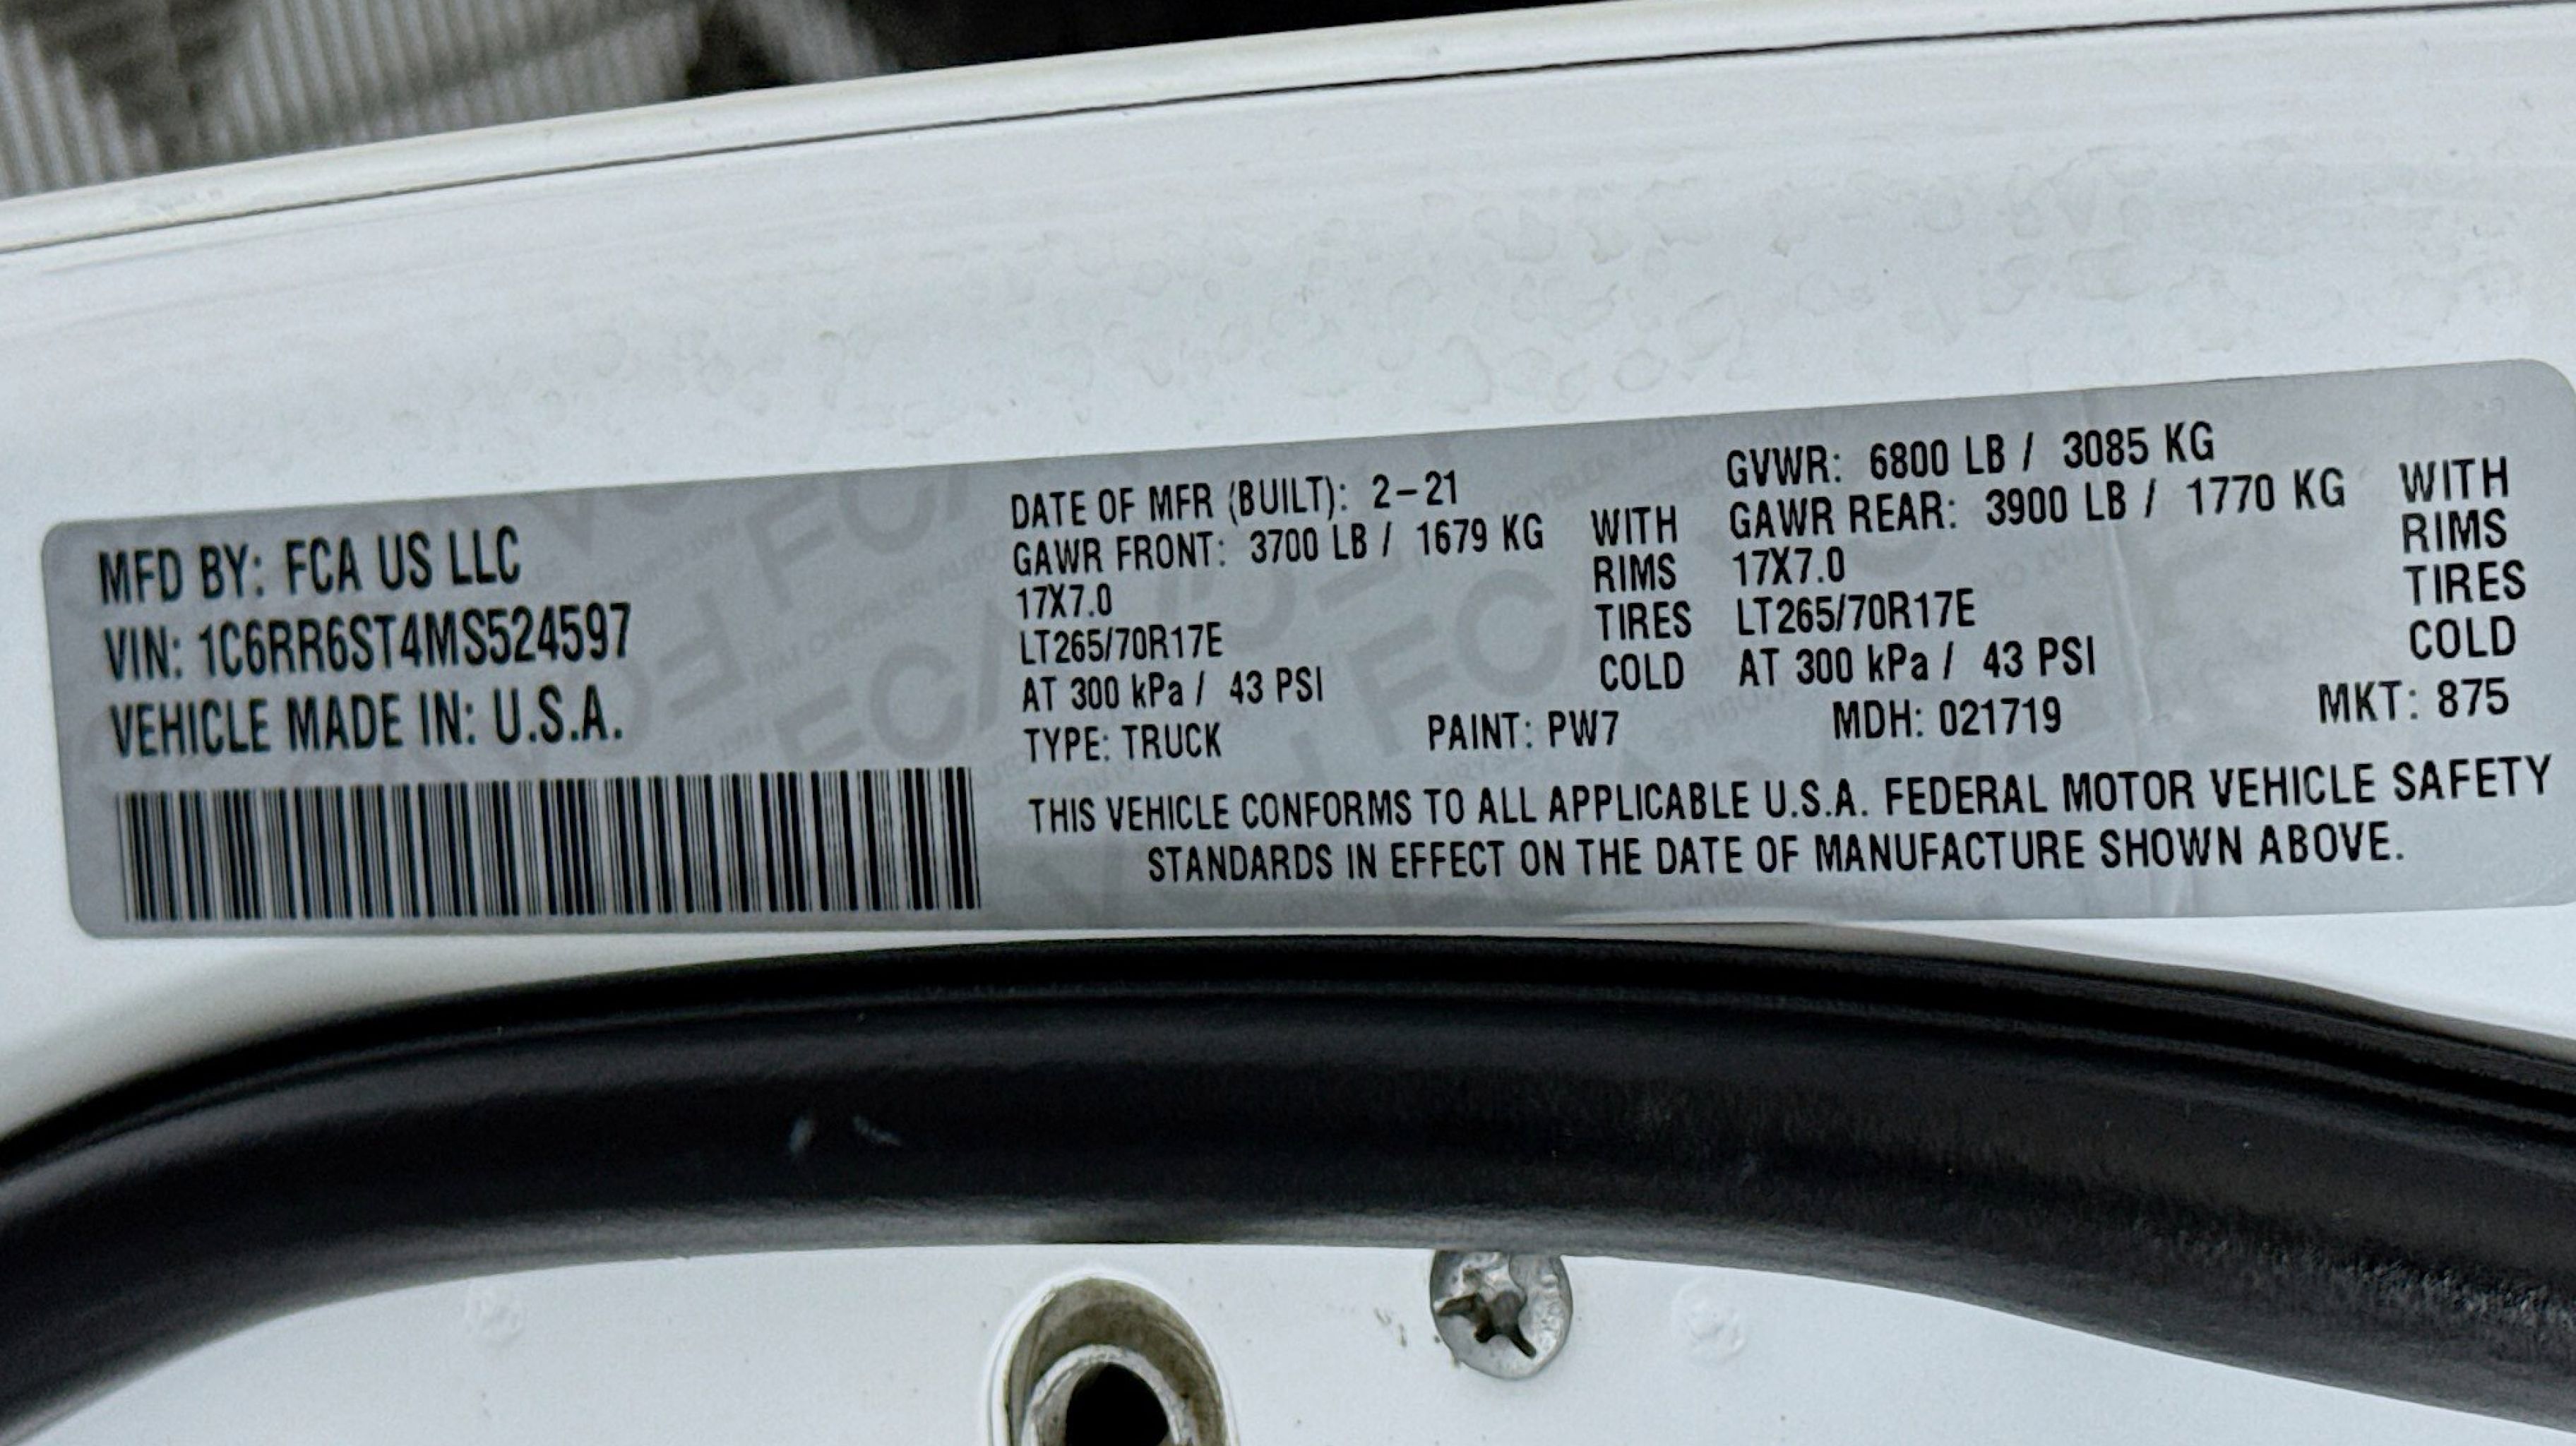 MFD BY: FCA US LLC
VIN: 1C6RR6ST4MS524597
VEHICLE MADE IN: U.S.A.
DATE OF MFR (BUILT): 2-21 GVWR: 6800 LB / 3085 KG
GAWR FRONT: 3700 LB / 1679 KG WITH GAWR REAR: 3900 LB / 1770 KG WITH
17X7.0 RIMS 17X7.0 RIMS
LT265/70R17E TIRES LT265/70R17E TIRES
AT 300 kPa / 43 PSI COLD AT 300 kPa / 43 PSI COLD
TYPE: TRUCK PAINT: PW7 MDH: 021719 MKT: 875
THIS VEHICLE CONFORMS TO ALL APPLICABLE U.S.A. FEDERAL MOTOR VEHICLE SAFETY
STANDARDS IN EFFECT ON THE DATE OF MANUFACTURE SHOWN ABOVE.